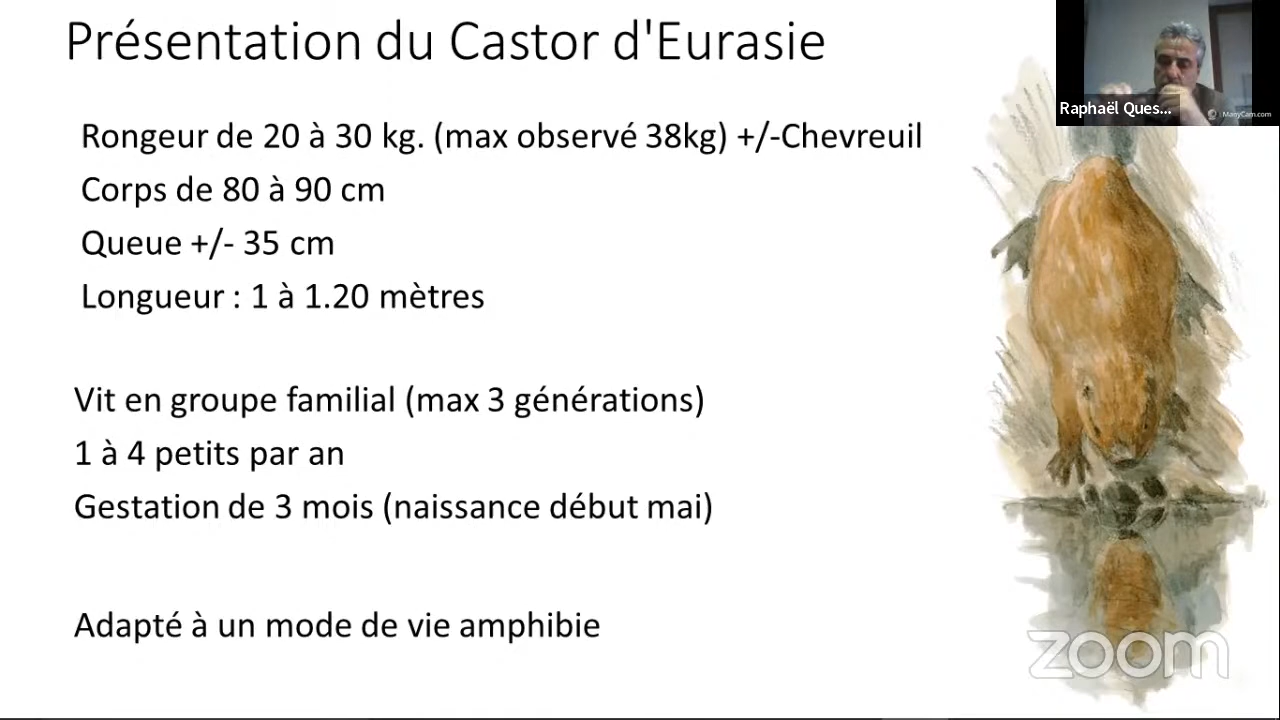 Présentation du Castor d'Eurasie
Raphaël Ques...
ManyCam.com
Rongeur de 20 à 30 kg. (max observé 38kg) +/-Chevreuil
Corps de 80 à 90 cm
Queue +/- 35 cm
Longueur : 1 à 1.20 mètres
Vit en groupe familial (max 3 générations)
1 à 4 petits par an
Gestation de 3 mois (naissance début mai)
Adapté à un mode de vie amphibie
zoom